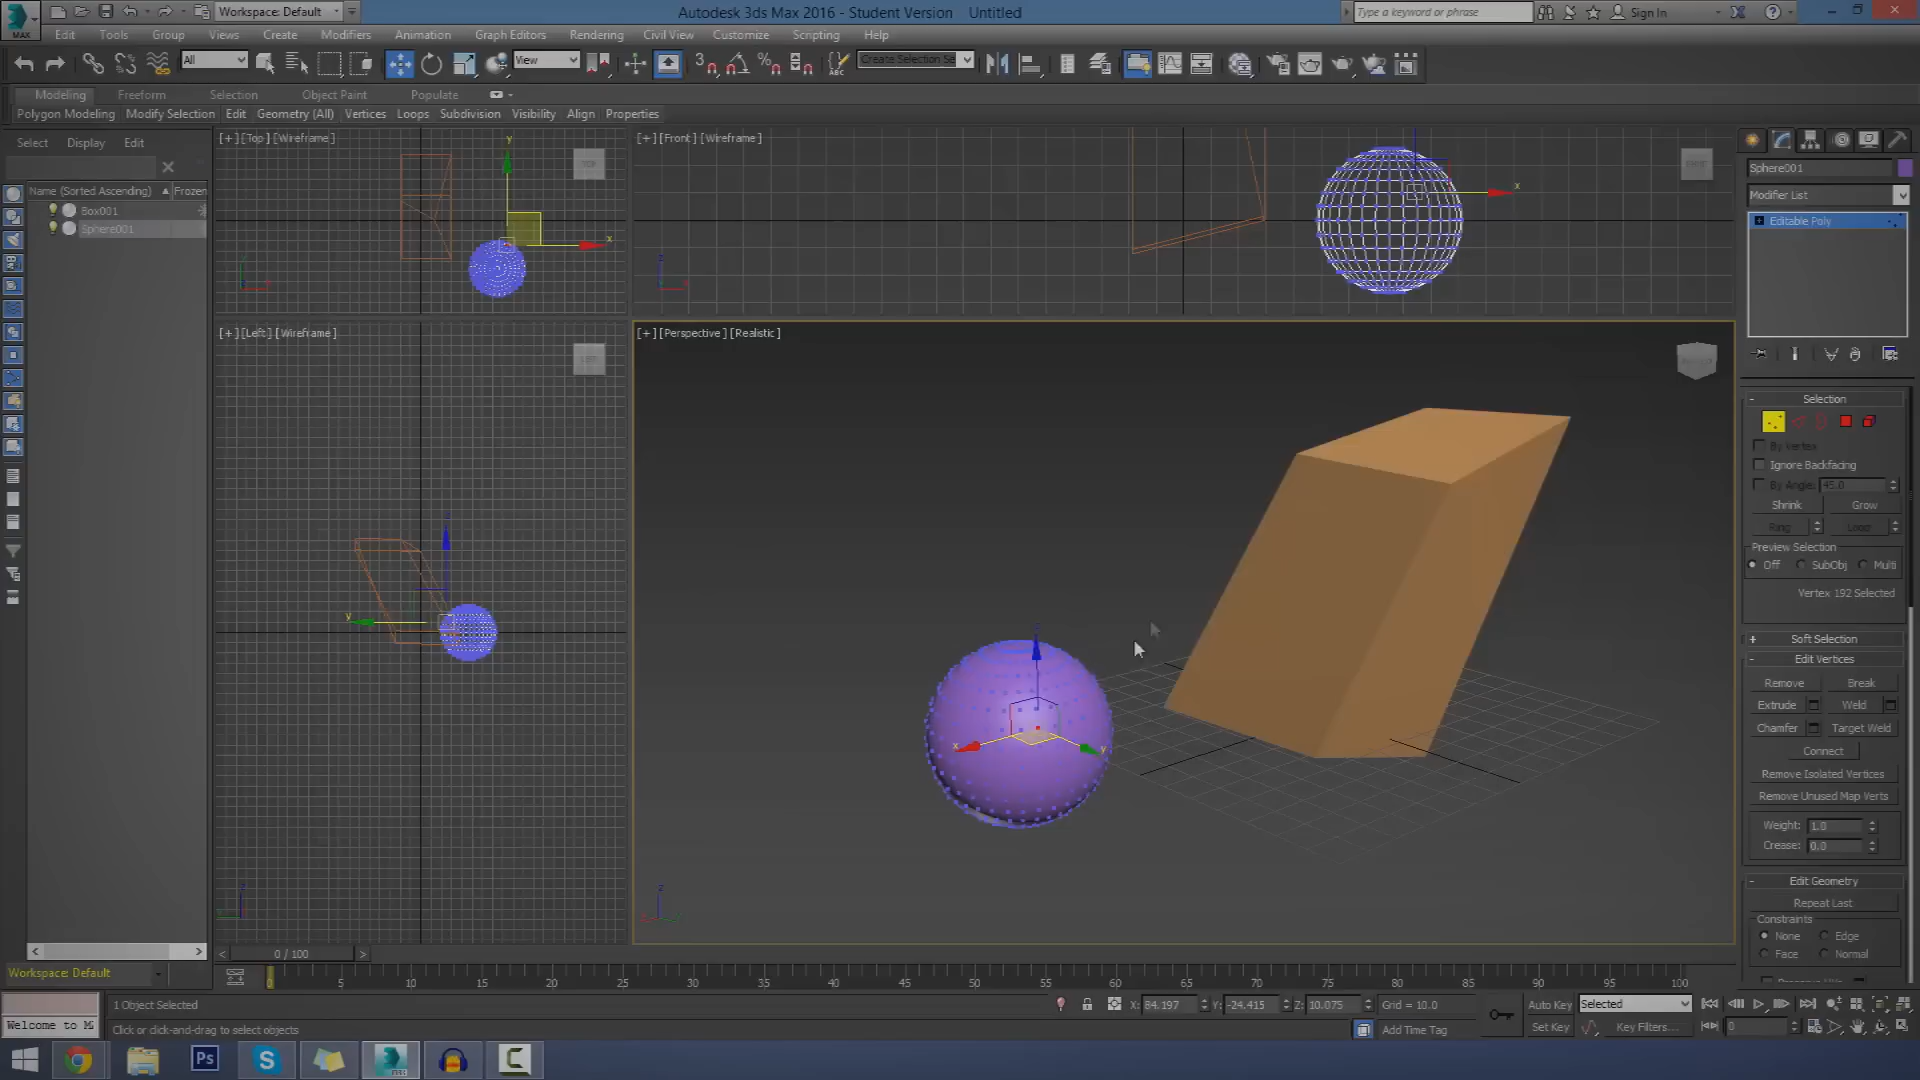 Workspace: Default
Autodesk 3ds Max 2016 - Student Version Untitled
Type a keyword or phrase
Sign In
MAX
Edit Tools Group Views Create Modifiers Animation Graph Editors Rendering Civil View Customize Scripting Help
All
View
3
ABC
Create Selection Se
Modeling Freeform Selection Object Paint Populate
Polygon Modeling Modify Selection Edit Geometry (All) Vertices Loops Subdivision Visibility Align Properties
Select Display Edit
Name (Sorted Ascending) Frozen
Box001
Sphere001
[+] [Top] [Wireframe]
y
x
TOP
[+] [Front] [Wireframe]
x
z
[+] [Left] [Wireframe]
LEFT
y
z
[+] [Perspective] [Realistic]
x
y
z
Sphere001
Modifier List
Editable Poly
Selection
By Vertex
Ignore Backfacing
By Angle: 45.0
Shrink Grow
Ring Loop
Preview Selection
Off SubObj Multi
Vertex 192 Selected
Soft Selection
Edit Vertices
Remove Break
Extrude Weld
Chamfer Target Weld
Connect
Remove Isolated Vertices
Remove Unused Map Verts
Weight: 1.0
Crease: 0.0
Edit Geometry
Repeat Last
Constraints
None Edge
Face Normal
0 / 100
Workspace: Default
0 5 10 15 20 25 30 35 40 45 50 55 60 65 70 75 80 85 90 95 100
1 Object Selected
X: 84.197 Y: -24.415 Z: 10.075 Grid = 10.0
Auto Key Selected
Welcome to M
Click or click-and-drag to select objects
Add Time Tag
Set Key Key Filters...
0
Ps
S
C